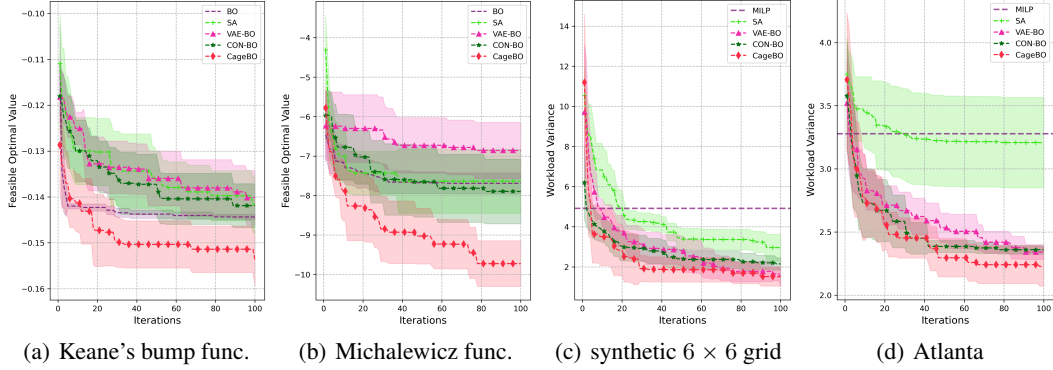 Feasible Optimal Value
−0.10
−0.11
−0.12
−0.13
−0.14
−0.15
−0.16
BO
SA
VAE-BO
CON-BO
CageBO
0 20 40 60 80 100
Iterations
(a) Keane's bump func.
Feasible Optimal Value
−4
−5
−6
−7
−8
−9
−10
BO
SA
VAE-BO
CON-BO
CageBO
0 20 40 60 80 100
Iterations
(b) Michalewicz func.
Workload Variance
14
12
10
8
6
4
2
MILP
SA
VAE-BO
CON-BO
CageBO
0 20 40 60 80 100
Iterations
(c) synthetic 6 × 6 grid
Workload Variance
4.0
3.5
3.0
2.5
2.0
MILP
SA
VAE-BO
CON-BO
CageBO
0 20 40 60 80 100
Iterations
(d) Atlanta